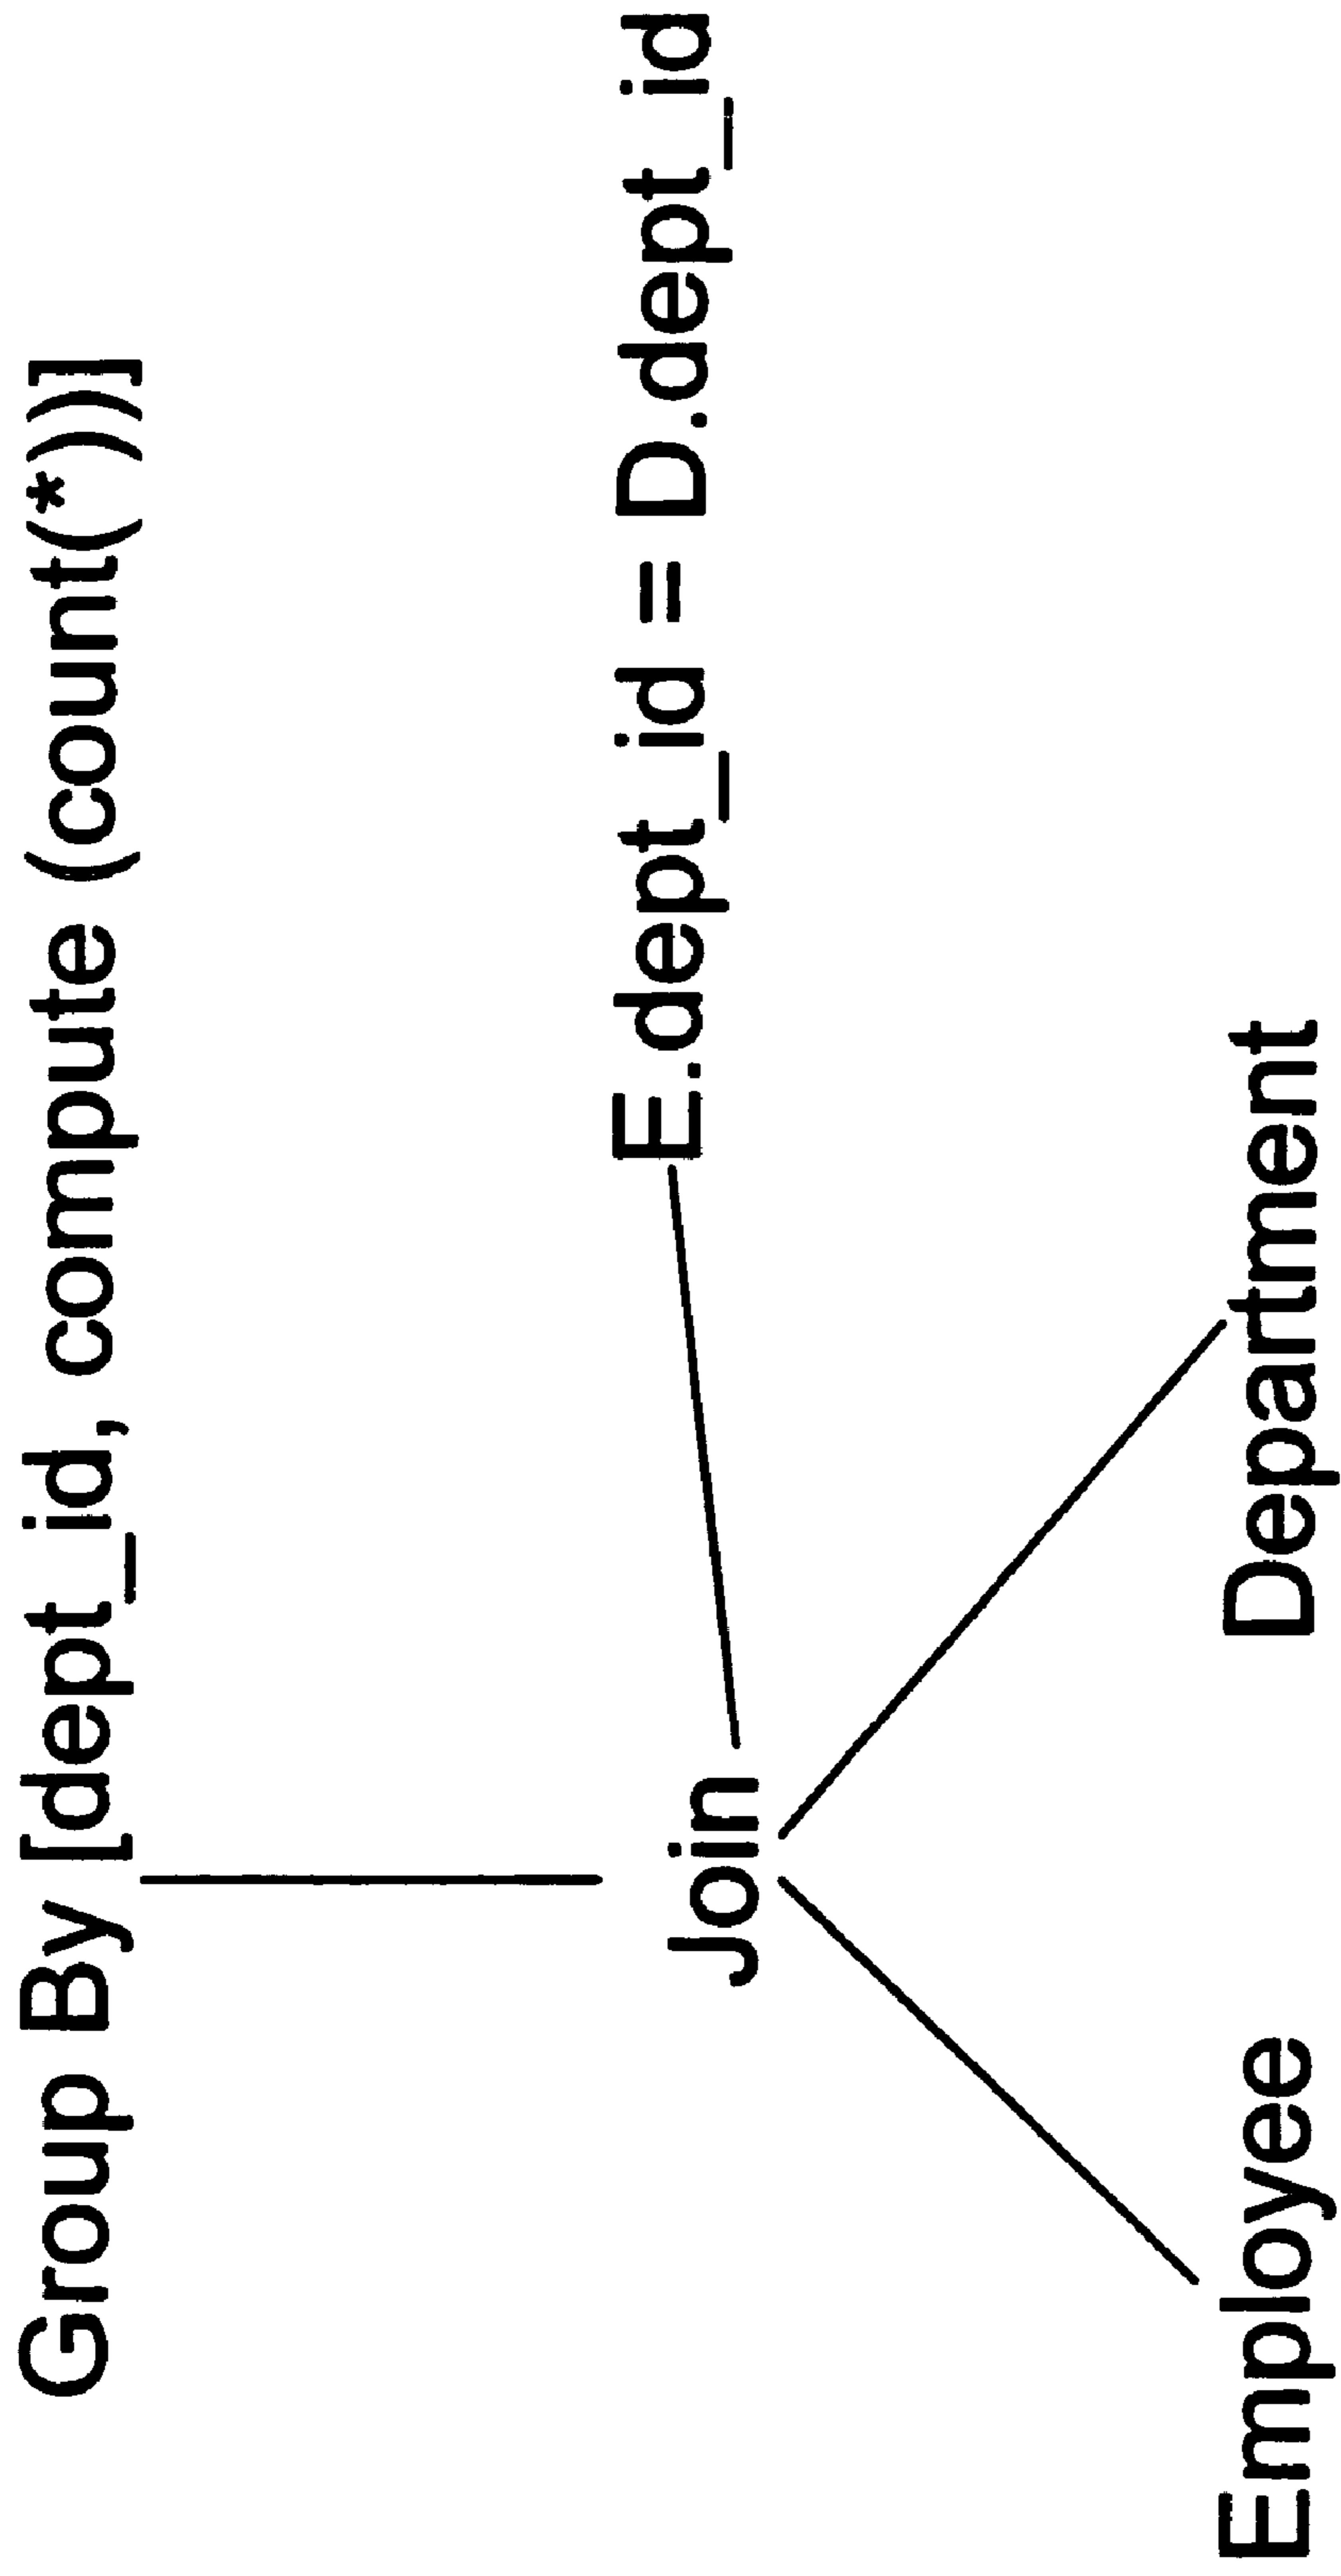 Group By [dept_id, compute (count(*))]
E.dept_id = D.dept_id
Join
Employee
Department